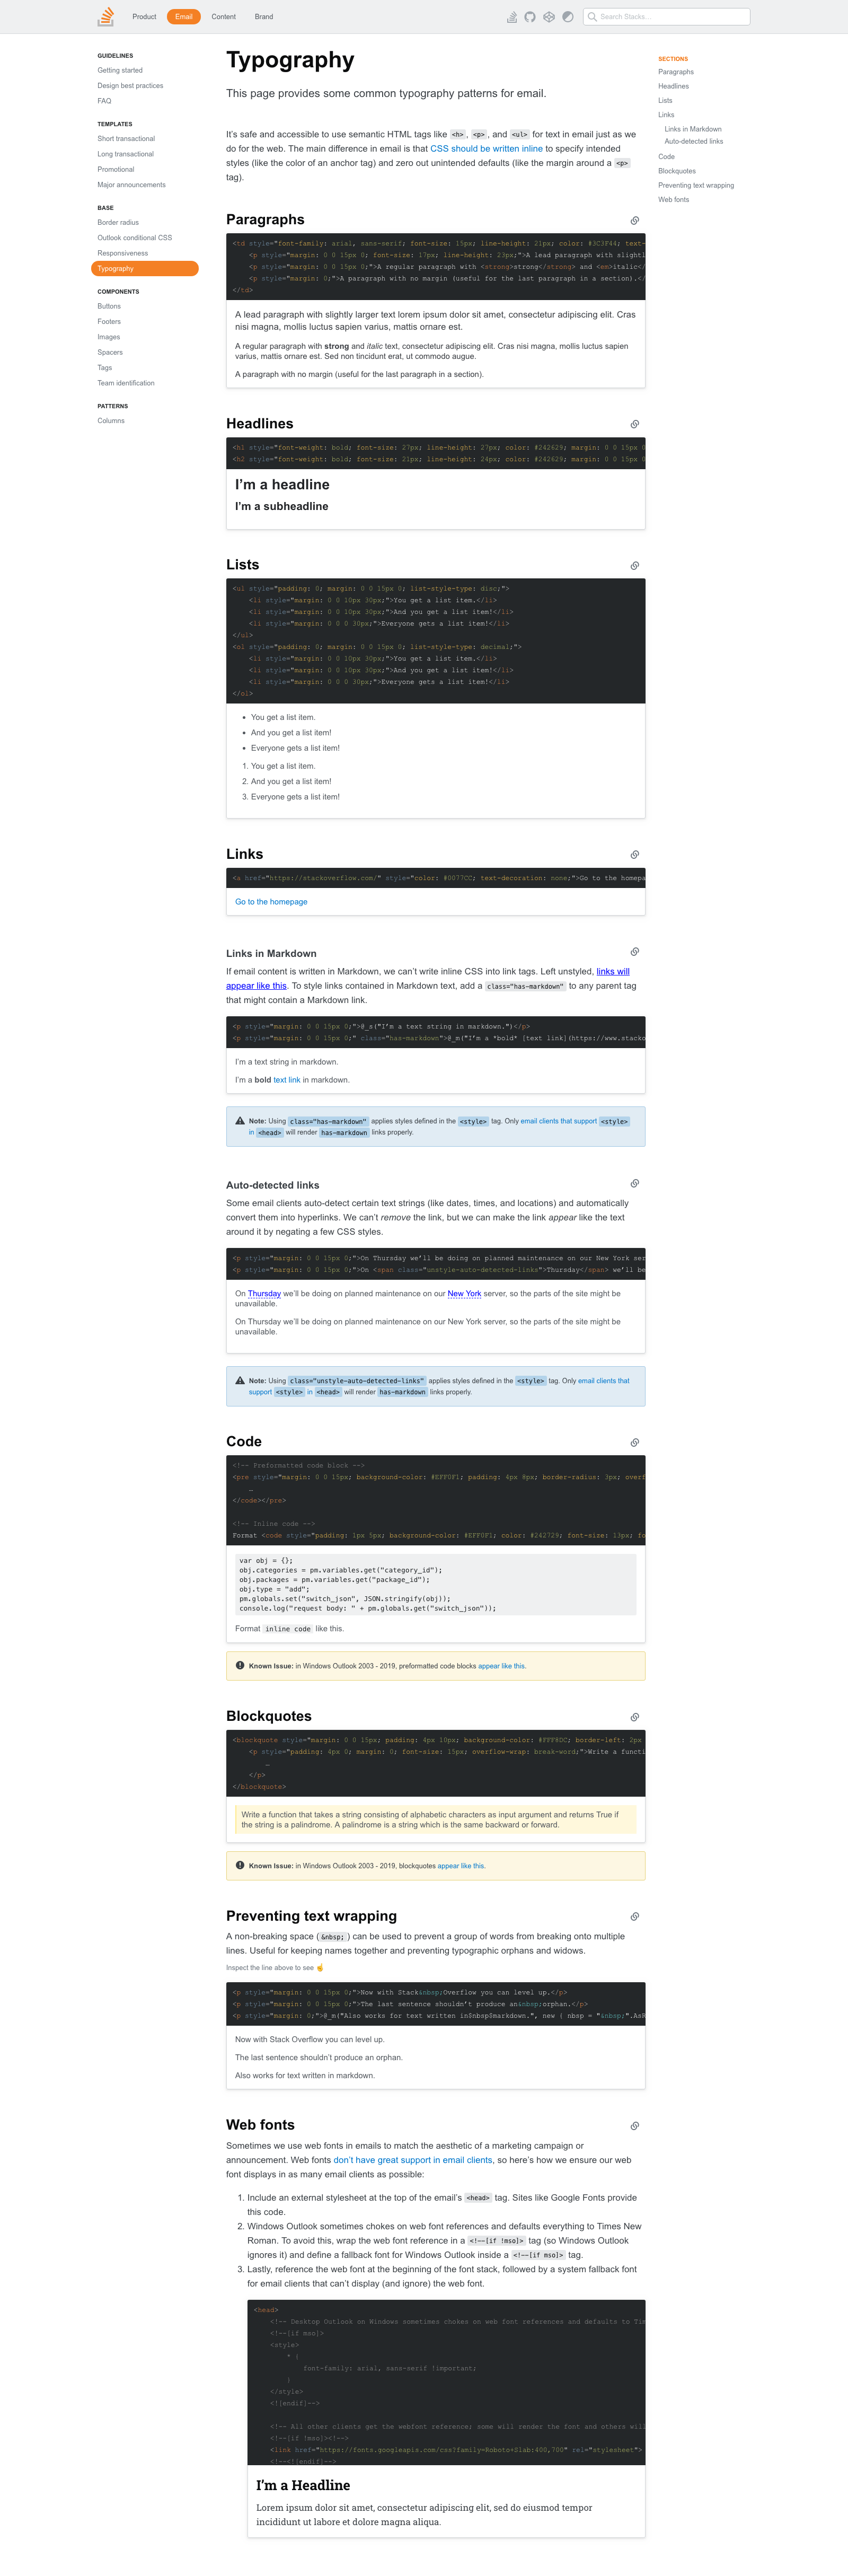 Product
Email
Content
Brand
Search Stacks…
GUIDELINES
Getting started
Design best practices
FAQ
TEMPLATES
Short transactional
Long transactional
Promotional
Major announcements
BASE
Border radius
Outlook conditional CSS
Responsiveness
Typography
COMPONENTS
Buttons
Footers
Images
Spacers
Tags
Team identification
PATTERNS
Columns
SECTIONS
Paragraphs
Headlines
Lists
Links
Links in Markdown
Auto-detected links
Code
Blockquotes
Preventing text wrapping
Web fonts
Typography
This page provides some common typography patterns for email.
It’s safe and accessible to use semantic HTML tags like <h>, <p>, and <ul> for text in email just as we
do for the web. The main difference in email is that CSS should be written inline to specify intended
styles (like the color of an anchor tag) and zero out unintended defaults (like the margin around a <p>
tag).
Paragraphs
<td style="font-family: arial, sans-serif; font-size: 15px; line-height: 21px; color: #3C3F44; text-
<p style="margin: 0 0 15px 0; font-size: 17px; line-height: 23px;">A lead paragraph with slightl
<p style="margin: 0 0 15px 0;">A regular paragraph with <strong>strong</strong> and <em>italic</
<p style="margin: 0;">A paragraph with no margin (useful for the last paragraph in a section).</
</td>
A lead paragraph with slightly larger text lorem ipsum dolor sit amet, consectetur adipiscing elit. Cras
nisi magna, mollis luctus sapien varius, mattis ornare est.
A regular paragraph with strong and italic text, consectetur adipiscing elit. Cras nisi magna, mollis luctus sapien
varius, mattis ornare est. Sed non tincidunt erat, ut commodo augue.
A paragraph with no margin (useful for the last paragraph in a section).
Headlines
<h1 style="font-weight: bold; font-size: 27px; line-height: 27px; color: #242629; margin: 0 0 15px 0
<h2 style="font-weight: bold; font-size: 21px; line-height: 24px; color: #242629; margin: 0 0 15px 0
I’m a headline
I’m a subheadline
Lists
<ul style="padding: 0; margin: 0 0 15px 0; list-style-type: disc;">
<li style="margin: 0 0 10px 30px;">You get a list item.</li>
<li style="margin: 0 0 10px 30px;">And you get a list item!</li>
<li style="margin: 0 0 0 30px;">Everyone gets a list item!</li>
</ul>
<ol style="padding: 0; margin: 0 0 15px 0; list-style-type: decimal;">
<li style="margin: 0 0 10px 30px;">You get a list item.</li>
<li style="margin: 0 0 10px 30px;">And you get a list item!</li>
<li style="margin: 0 0 0 30px;">Everyone gets a list item!</li>
</ol>
• You get a list item.
• And you get a list item!
• Everyone gets a list item!
1. You get a list item.
2. And you get a list item!
3. Everyone gets a list item!
Links
<a href="https://stackoverflow.com/" style="color: #0077CC; text-decoration: none;">Go to the homepa
Go to the homepage
Links in Markdown
If email content is written in Markdown, we can’t write inline CSS into link tags. Left unstyled, links will
appear like this. To style links contained in Markdown text, add a class="has-markdown" to any parent tag
that might contain a Markdown link.
<p style="margin: 0 0 15px 0;">@_s("I’m a text string in markdown.")</p>
<p style="margin: 0 0 15px 0;" class="has-markdown">@_m("I’m a *bold* [text link](https://www.stacko
I’m a text string in markdown.
I’m a bold text link in markdown.
Note: Using class="has-markdown" applies styles defined in the <style> tag. Only email clients that support <style>
in <head> will render has-markdown links properly.
Auto-detected links
Some email clients auto-detect certain text strings (like dates, times, and locations) and automatically
convert them into hyperlinks. We can’t remove the link, but we can make the link appear like the text
around it by negating a few CSS styles.
<p style="margin: 0 0 15px 0;">On Thursday we’ll be doing on planned maintenance on our New York ser
<p style="margin: 0 0 15px 0;">On <span class="unstyle-auto-detected-links">Thursday</span> we’ll be
On Thursday we’ll be doing on planned maintenance on our New York server, so the parts of the site might be
unavailable.
On Thursday we’ll be doing on planned maintenance on our New York server, so the parts of the site might be
unavailable.
Note: Using class="unstyle-auto-detected-links" applies styles defined in the <style> tag. Only email clients that
support <style> in <head> will render has-markdown links properly.
Code
<!-- Preformatted code block -->
<pre style="margin: 0 0 15px; background-color: #EFF0F1; padding: 4px 8px; border-radius: 3px; overf
…
</code></pre>
<!-- Inline code -->
Format <code style="padding: 1px 5px; background-color: #EFF0F1; color: #242729; font-size: 13px; fo
var obj = {};
obj.categories = pm.variables.get("category_id");
obj.packages = pm.variables.get("package_id");
obj.type = "add";
pm.globals.set("switch_json", JSON.stringify(obj));
console.log("request body: " + pm.globals.get("switch_json"));
Format inline code like this.
Known Issue: in Windows Outlook 2003 - 2019, preformatted code blocks appear like this.
Blockquotes
<blockquote style="margin: 0 0 15px; padding: 4px 10px; background-color: #FFF8DC; border-left: 2px
<p style="padding: 4px 0; margin: 0; font-size: 15px; overflow-wrap: break-word;">Write a functi
…
</p>
</blockquote>
Write a function that takes a string consisting of alphabetic characters as input argument and returns True if
the string is a palindrome. A palindrome is a string which is the same backward or forward.
Known Issue: in Windows Outlook 2003 - 2019, blockquotes appear like this.
Preventing text wrapping
A non-breaking space (&nbsp;) can be used to prevent a group of words from breaking onto multiple
lines. Useful for keeping names together and preventing typographic orphans and widows.
Inspect the line above to see ☝
<p style="margin: 0 0 15px 0;">Now with Stack&nbsp;Overflow you can level up.</p>
<p style="margin: 0 0 15px 0;">The last sentence shouldn’t produce an&nbsp;orphan.</p>
<p style="margin: 0;">@_m("Also works for text written in$nbsp$markdown.", new { nbsp = "&nbsp;".AsR
Now with Stack Overflow you can level up.
The last sentence shouldn’t produce an orphan.
Also works for text written in markdown.
Web fonts
Sometimes we use web fonts in emails to match the aesthetic of a marketing campaign or
announcement. Web fonts don’t have great support in email clients, so here’s how we ensure our web
font displays in as many email clients as possible:
1. Include an external stylesheet at the top of the email’s <head> tag. Sites like Google Fonts provide
this code.
2. Windows Outlook sometimes chokes on web font references and defaults everything to Times New
Roman. To avoid this, wrap the web font reference in a <!--[if !mso]> tag (so Windows Outlook
ignores it) and define a fallback font for Windows Outlook inside a <!--[if mso]> tag.
3. Lastly, reference the web font at the beginning of the font stack, followed by a system fallback font
for email clients that can’t display (and ignore) the web font.
<head>
<!-- Desktop Outlook on Windows sometimes chokes on web font references and defaults to Tim
<!--[if mso]>
<style>
* {
font-family: arial, sans-serif !important;
}
</style>
<![endif]-->
<!-- All other clients get the webfont reference; some will render the font and others wil
<!--[if !mso]><!-->
<link href="https://fonts.googleapis.com/css?family=Roboto+Slab:400,700" rel="stylesheet">
<!--<![endif]-->
I’m a Headline
Lorem ipsum dolor sit amet, consectetur adipiscing elit, sed do eiusmod tempor
incididunt ut labore et dolore magna aliqua.